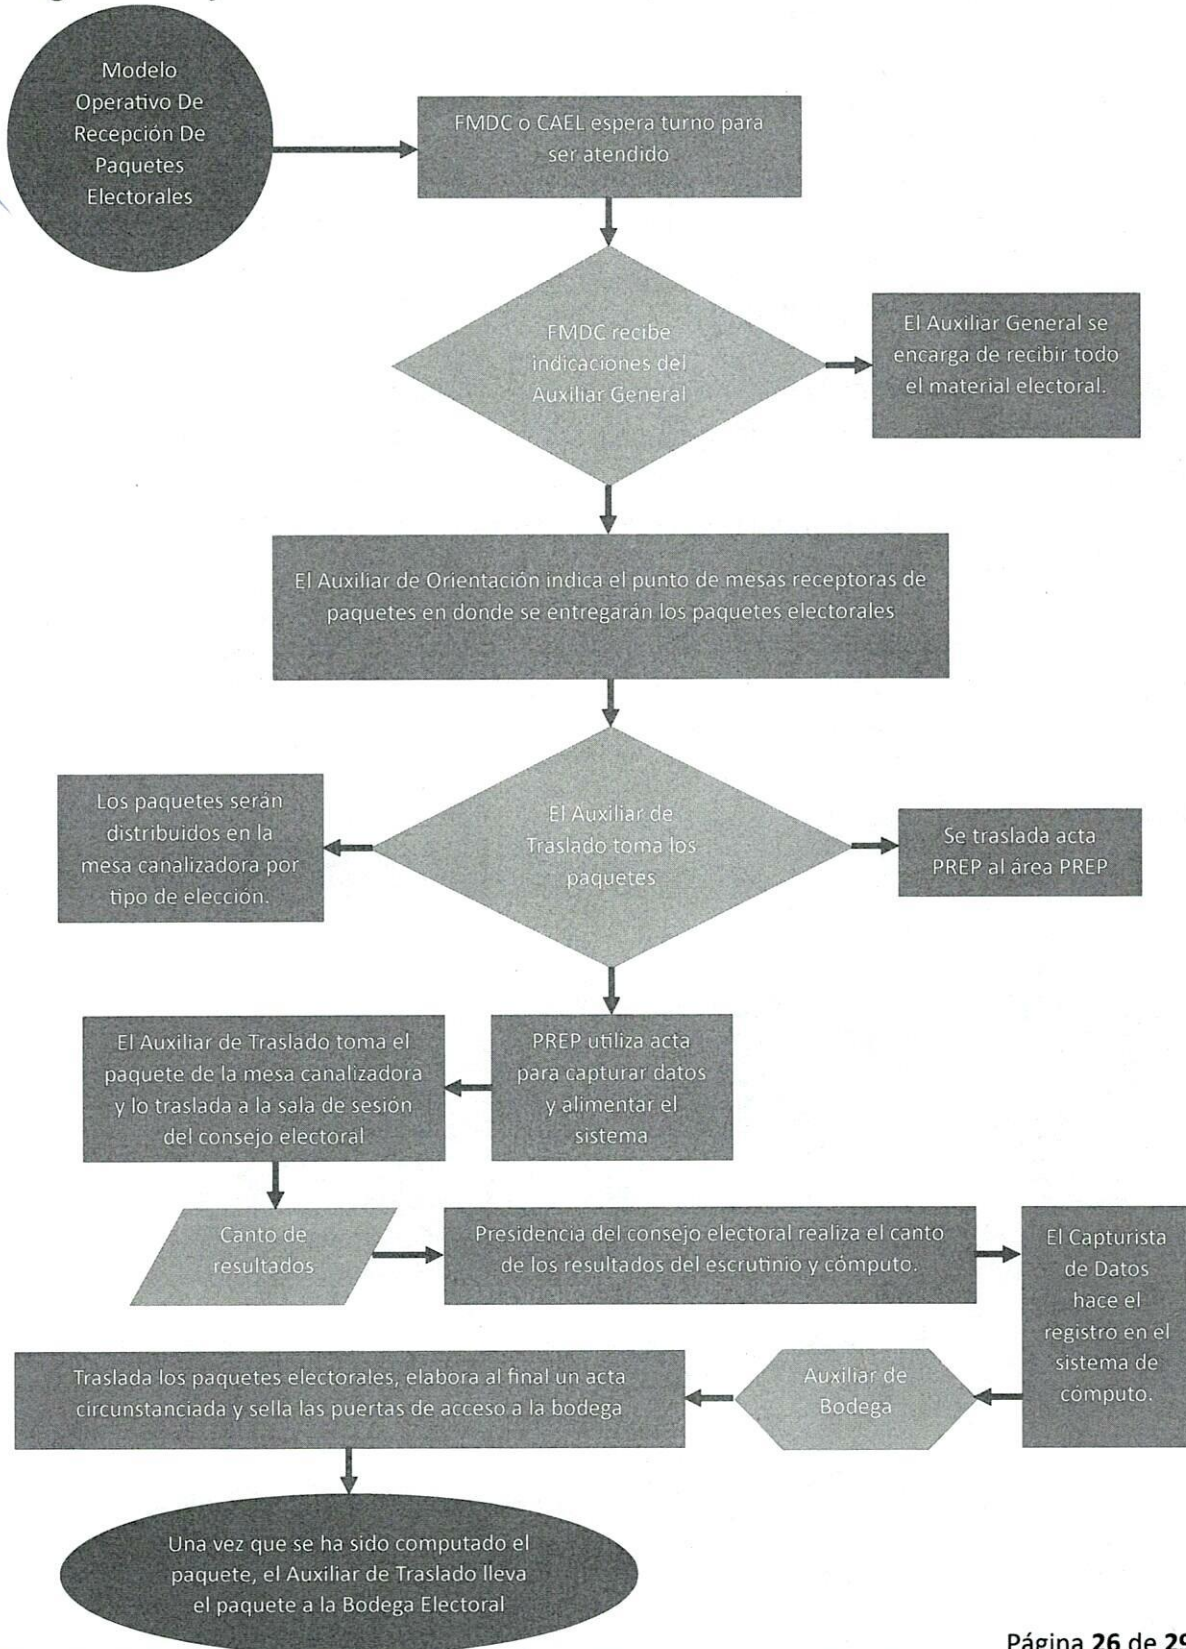 Modelo
Operativo De
Recepción De
Paquetes
Electorales
FMDC o CAEL espera turno para
ser atendido
FMDC recibe
indicaciones del
Auxiliar General
El Auxiliar General se
encarga de recibir todo
el material electoral.
El Auxiliar de Orientación indica el punto de mesas receptoras de
paquetes en donde se entregarán los paquetes electorales
Los paquetes serán
distribuidos en la
mesa canalizadora por
tipo de elección.
El Auxiliar de
Traslado toma los
paquetes
Se traslada acta
PREP al área PREP
El Auxiliar de Traslado toma el
paquete de la mesa canalizadora
y lo traslada a la sala de sesión
del consejo electoral
PREP utiliza acta
para capturar datos
y alimentar el
sistema
Canto de
resultados
Presidencia del consejo electoral realiza el canto
de los resultados del escrutinio y cómputo.
El Capturista
de Datos
hace el
registro en el
sistema de
cómputo.
Auxiliar de
Bodega
Traslada los paquetes electorales, elabora al final un acta
circunstanciada y sella las puertas de acceso a la bodega
Una vez que se ha sido computado el
paquete, el Auxiliar de Traslado lleva
el paquete a la Bodega Electoral
Página 26 de 29